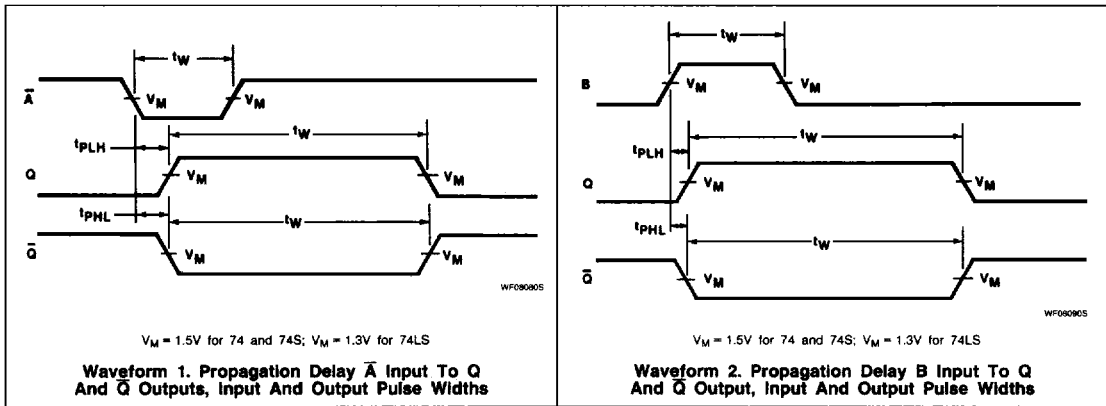 tW
A̅
VM
VM
tW
tPLH
Q
VM
VM
tPHL
tW
Q̅
VM
VM
WF08080S
VM = 1.5V for 74 and 74S; VM = 1.3V for 74LS
Waveform 1. Propagation Delay A̅ Input To Q
And Q̅ Outputs, Input And Output Pulse Widths
tW
B
VM
VM
tW
tPLH
Q
VM
VM
tPHL
tW
Q̅
VM
VM
WF08090S
VM = 1.5V for 74 and 74S; VM = 1.3V for 74LS
Waveform 2. Propagation Delay B Input To Q
And Q̅ Output, Input And Output Pulse Widths